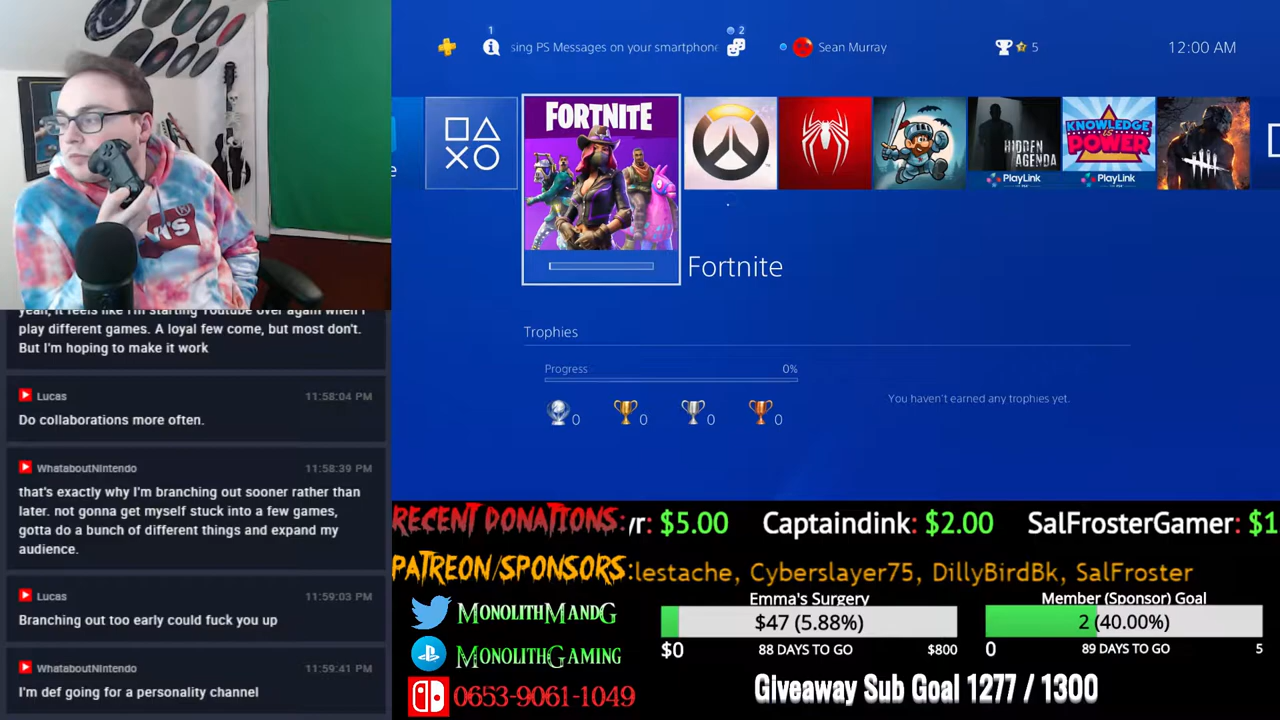 1
sing PS Messages on your smartphone
2
Sean Murray
5
12:00 AM
e
FORTNITE
HIDDEN
AGENDA
PlayLink
KNOWLEDGE
IS
POWER
PlayLink
Fortnite
Trophies
Progress 0%
0 0 0 0
You haven't earned any trophies yet.
yeah, it feels like I'm starting Youtube over again when I
play different games. A loyal few come, but most don't.
But I'm hoping to make it work
Lucas 11:58:04 PM
Do collaborations more often.
WhataboutNIntendo 11:58:39 PM
that's exactly why I'm branching out sooner rather than
later. not gonna get myself stuck into a few games,
gotta do a bunch of different things and expand my
audience.
Lucas 11:59:03 PM
Branching out too early could fuck you up
WhataboutNIntendo 11:59:41 PM
I'm def going for a personality channel
RECENT DONATIONS: /r: $5.00 Captaindink: $2.00 SalFrosterGamer: $1
PATREON/SPONSORS: lestache, Cyberslayer75, DillyBirdBk, SalFroster
MonolithMandG
MonolithGaming
0653-9061-1049
Emma's Surgery
$47 (5.88%)
$0 88 DAYS TO GO $800
Member (Sponsor) Goal
2 (40.00%)
0 89 DAYS TO GO 5
Giveaway Sub Goal 1277 / 1300